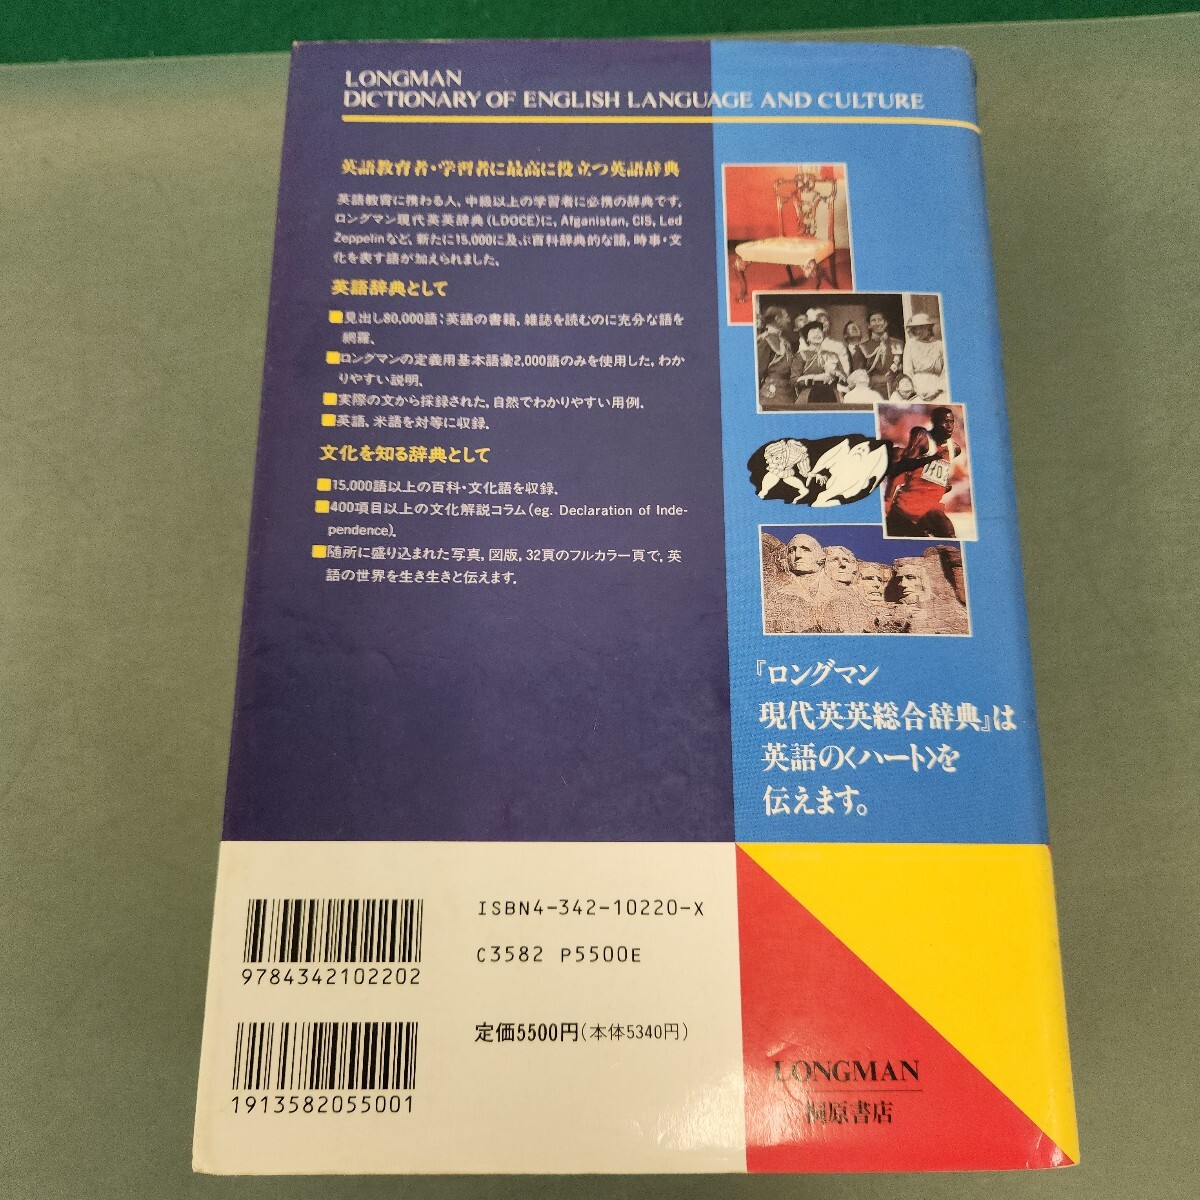 LONGMAN
DICTIONARY OF ENGLISH LANGUAGE AND CULTURE
英語教育者・学習者に最高に役立つ英語辞典
英語教育に携わる人、中級以上の学習者に必携の辞典です。
ロングマン現代英英辞典(LDOCE)に, Afganistan, CIS, Led
Zeppelinなど, 新たに15,000に及ぶ百科辞典的な語, 時事・文
化を表す語が加えられました。
英語辞典として
■見出し80,000語:英語の書籍, 雑誌を読むのに充分な語を
網羅。
■ロングマンの定義用基本語彙2,000語のみを使用した, わか
りやすい説明。
■実際の文から採録された, 自然でわかりやすい用例。
■英語、米語を対等に収録。
文化を知る辞典として
■15,000語以上の百科・文化語を収録。
■400項目以上の文化解説コラム(eg. Declaration of Inde-
pendence)。
■随所に盛り込まれた写真, 図版, 32頁のフルカラー頁で, 英
語の世界を生き生きと伝えます。
『ロングマン
現代英英総合辞典』は
英語の〈ハート〉を
伝えます。
ISBN4-342-10220-X
C3582 P5500E
9784342102202
定価5500円(本体5340円)
1913582055001
LONGMAN
桐原書店